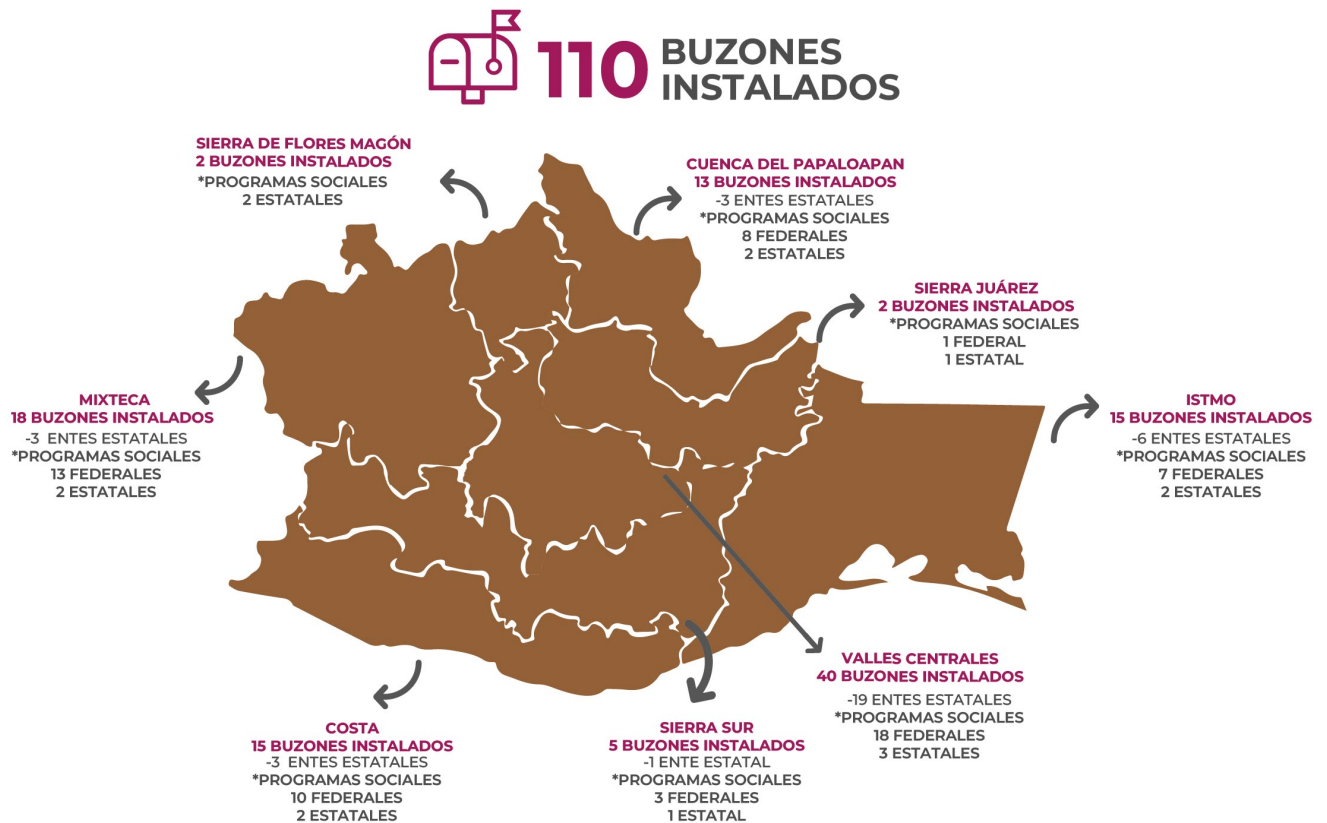 110 BUZONES
INSTALADOS
SIERRA DE FLORES MAGÓN
2 BUZONES INSTALADOS
*PROGRAMAS SOCIALES
2 ESTATALES
CUENCA DEL PAPALOAPAN
13 BUZONES INSTALADOS
-3 ENTES ESTATALES
*PROGRAMAS SOCIALES
8 FEDERALES
2 ESTATALES
SIERRA JUÁREZ
2 BUZONES INSTALADOS
*PROGRAMAS SOCIALES
1 FEDERAL
1 ESTATAL
MIXTECA
18 BUZONES INSTALADOS
-3 ENTES ESTATALES
*PROGRAMAS SOCIALES
13 FEDERALES
2 ESTATALES
ISTMO
15 BUZONES INSTALADOS
-6 ENTES ESTATALES
*PROGRAMAS SOCIALES
7 FEDERALES
2 ESTATALES
VALLES CENTRALES
40 BUZONES INSTALADOS
-19 ENTES ESTATALES
*PROGRAMAS SOCIALES
18 FEDERALES
3 ESTATALES
COSTA
15 BUZONES INSTALADOS
-3 ENTES ESTATALES
*PROGRAMAS SOCIALES
10 FEDERALES
2 ESTATALES
SIERRA SUR
5 BUZONES INSTALADOS
-1 ENTE ESTATAL
*PROGRAMAS SOCIALES
3 FEDERALES
1 ESTATAL